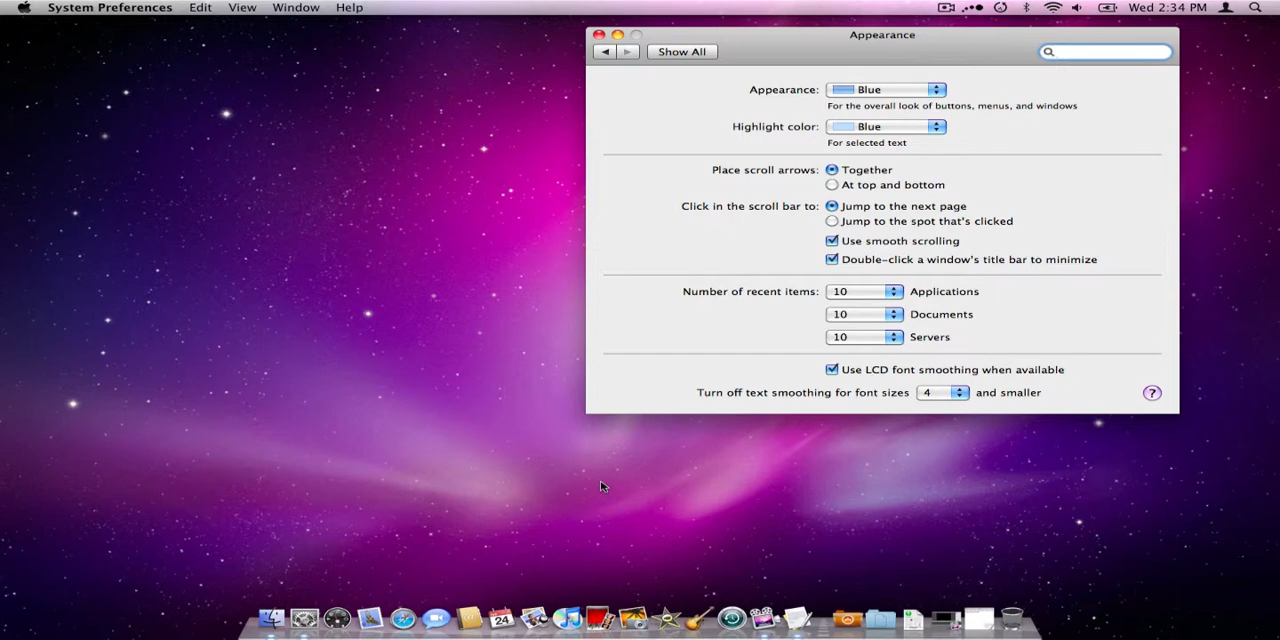 System Preferences Edit View Window Help Wed 2:34 PM
Appearance
Show All
Appearance: Blue
For the overall look of buttons, menus, and windows
Highlight color: Blue
For selected text
Place scroll arrows: Together
At top and bottom
Click in the scroll bar to: Jump to the next page
Jump to the spot that's clicked
Use smooth scrolling
Double-click a window's title bar to minimize
Number of recent items: 10 Applications
10 Documents
10 Servers
Use LCD font smoothing when available
Turn off text smoothing for font sizes 4 and smaller ?
24